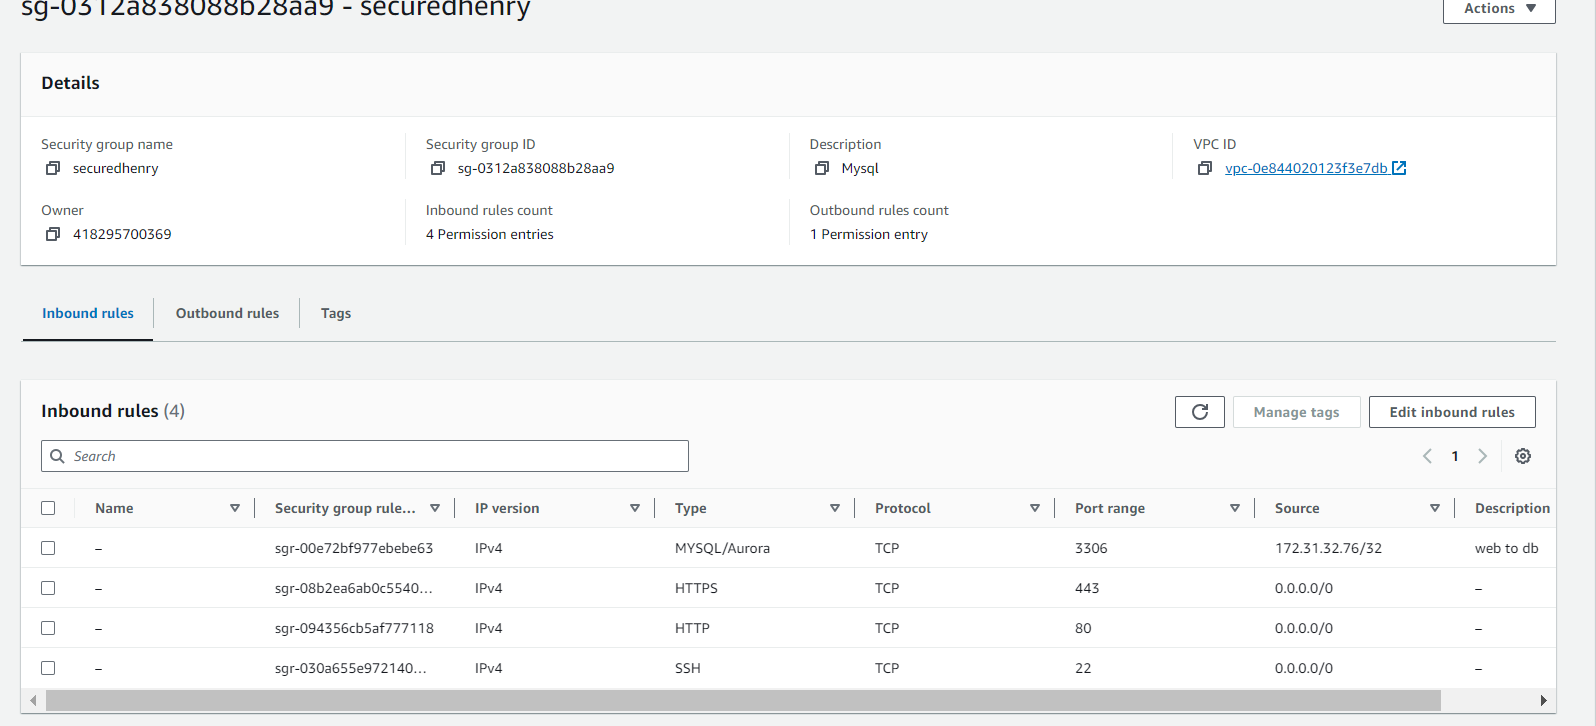 sg-0312a838088b28aa9 - securedhenry
Actions
Details
Security group name
securedhenry
Security group ID
sg-0312a838088b28aa9
Description
Mysql
VPC ID
vpc-0e844020123f3e7db
Owner
418295700369
Inbound rules count
4 Permission entries
Outbound rules count
1 Permission entry
Inbound rules Outbound rules Tags
Inbound rules (4)
Manage tags Edit inbound rules
Search
1
Name Security group rule... IP version Type Protocol Port range Source Description
– sgr-00e72bf977ebebe63 IPv4 MYSQL/Aurora TCP 3306 172.31.32.76/32 web to db
– sgr-08b2ea6ab0c5540... IPv4 HTTPS TCP 443 0.0.0.0/0 –
– sgr-094356cb5af777118 IPv4 HTTP TCP 80 0.0.0.0/0 –
– sgr-030a655e972140... IPv4 SSH TCP 22 0.0.0.0/0 –